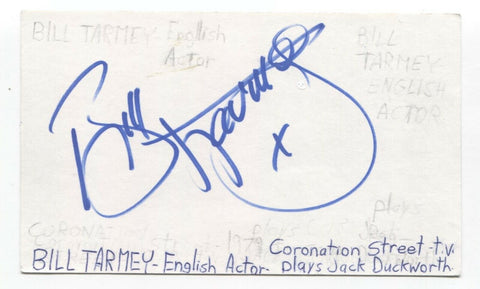 BILL TARMEY - English
Actor
BILL
TARMEY
ENGLISH
ACTOR
Bill Tarmey
x
plays
CORONATION
Coronation Street - t.v.
BILL TARMEY - English Actor - plays Jack Duckworth